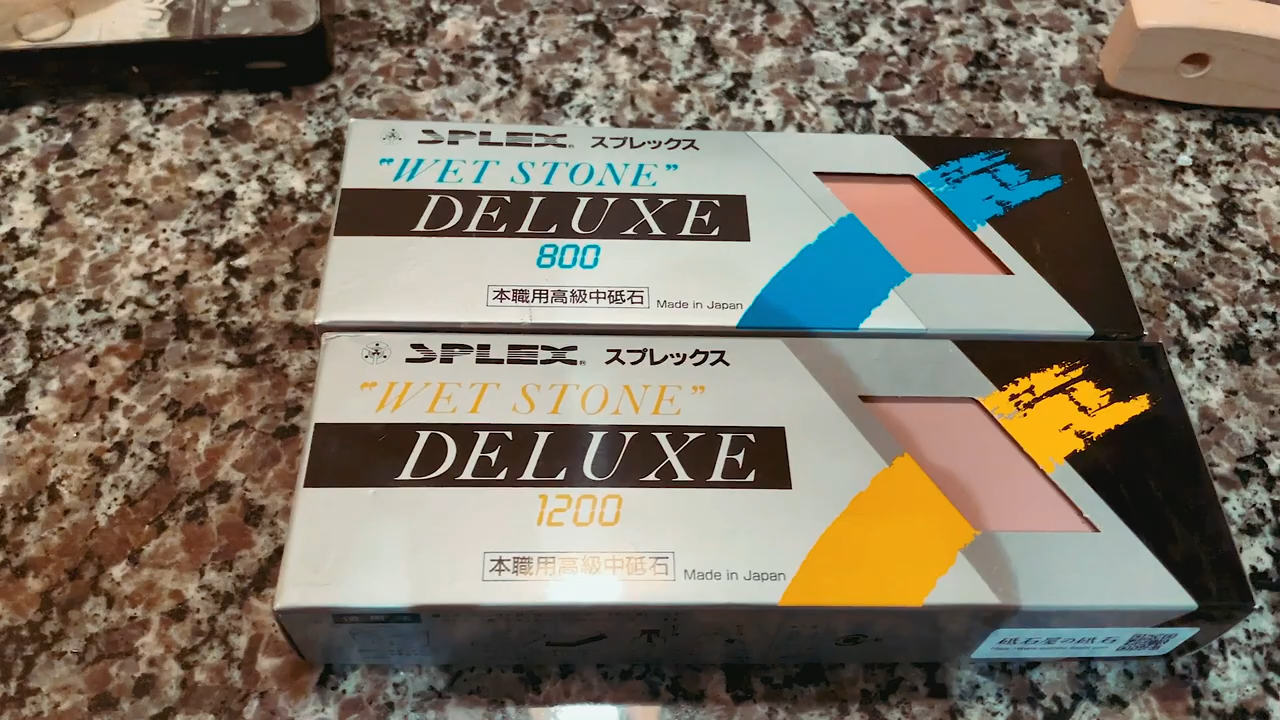 SPLEX® スプレックス
"WET STONE"
DELUXE
800
本職用高級中砥石 Made in Japan
SPLEX® スプレックス
"WET STONE"
DELUXE
1200
本職用高級中砥石 Made in Japan
砥石屋の砥石